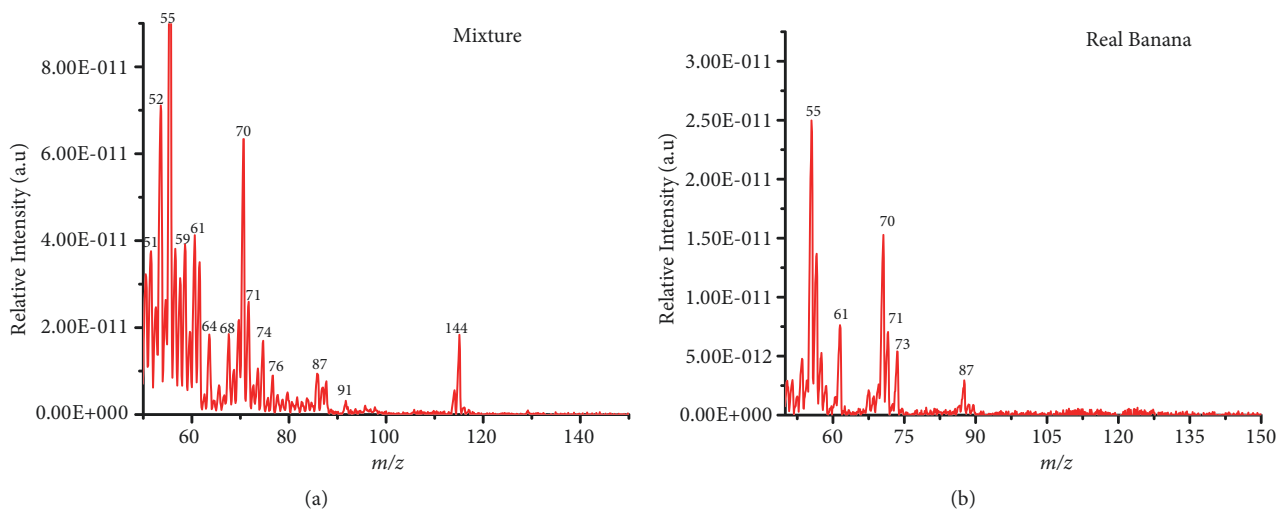 Mixture
Relative Intensity (a.u)
8.00E-011
6.00E-011
4.00E-011
2.00E-011
0.00E+000
51
52
55
59
61
64
68
70
71
74
76
87
91
144
60
80
100
120
140
m/z
(a)
Real Banana
Relative Intensity (a.u)
3.00E-011
2.50E-011
2.00E-011
1.50E-011
1.00E-011
5.00E-012
0.00E+000
55
61
70
71
73
87
60
75
90
105
120
135
150
m/z
(b)